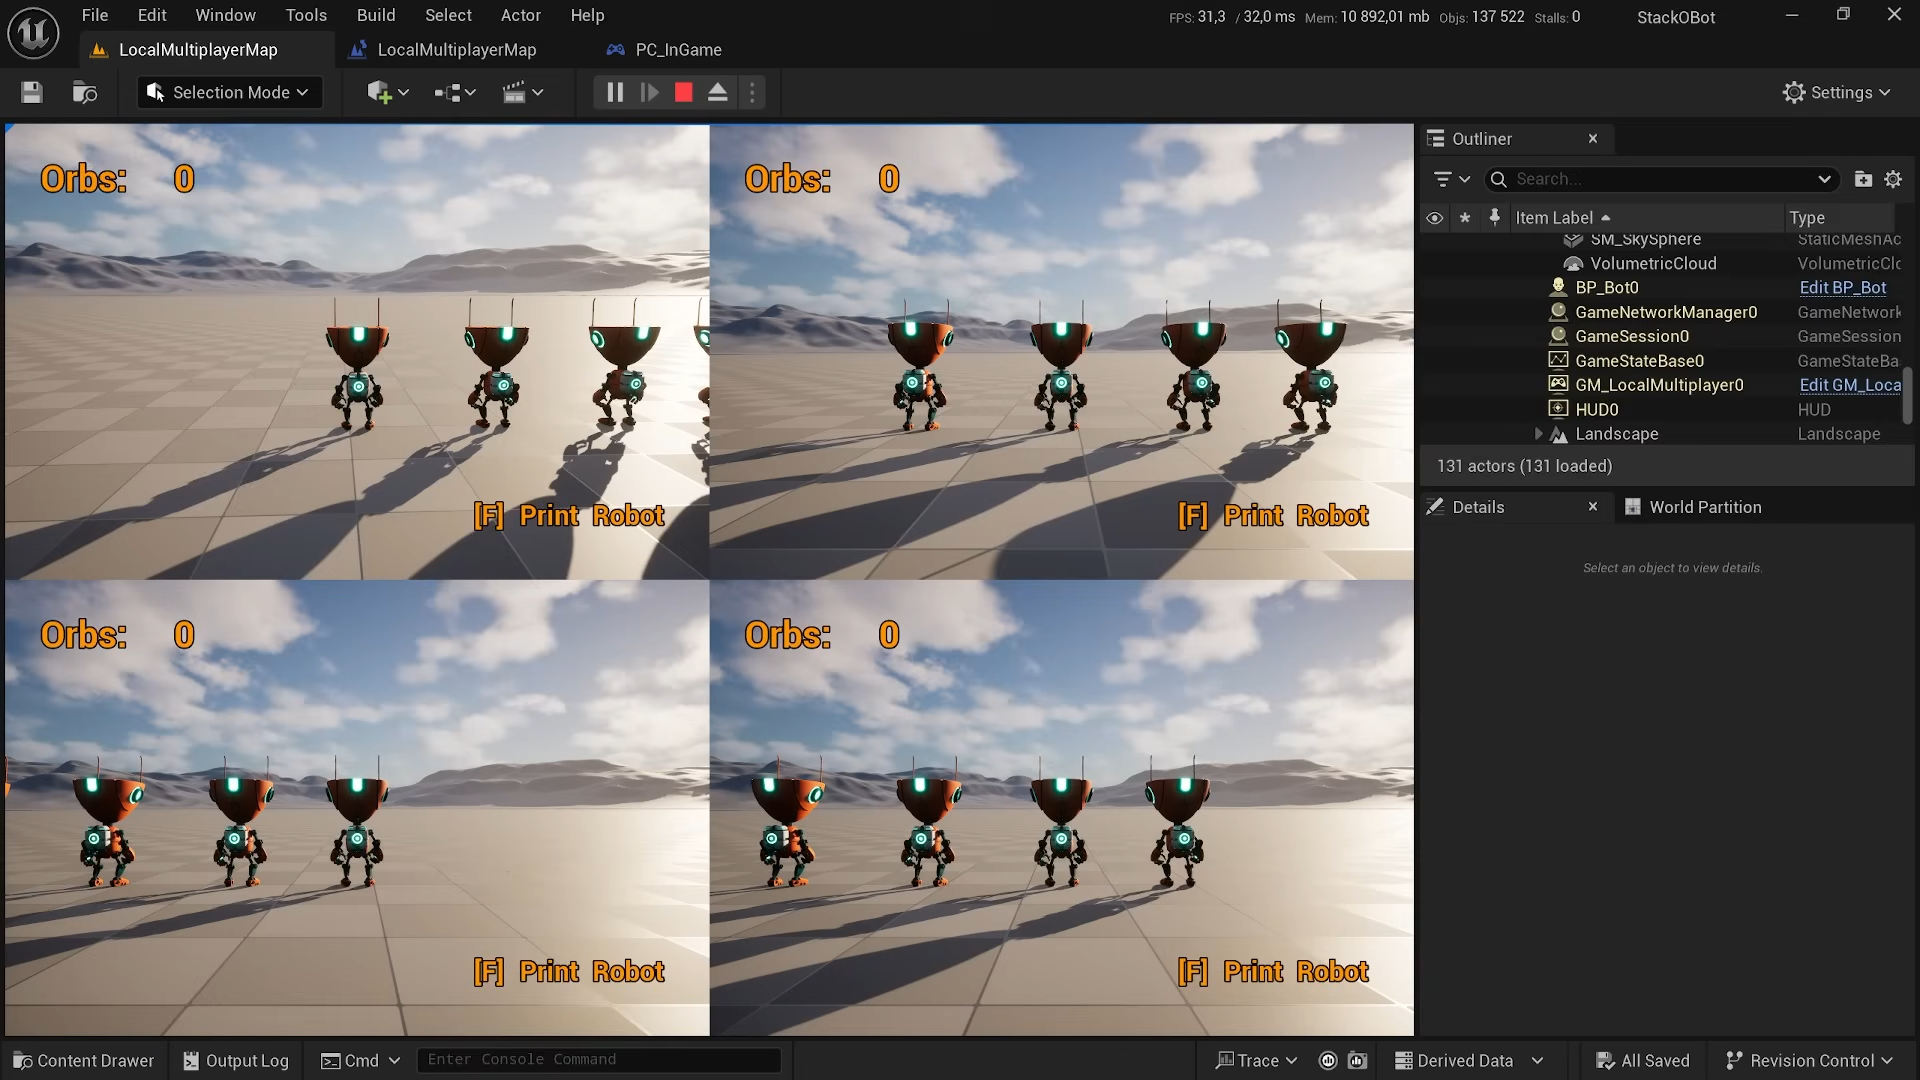 File Edit Window Tools Build Select Actor Help
FPS: 31,3 / 32,0 ms Mem: 10 892,01 mb Objs: 137 522 Stalls: 0 StackOBot
LocalMultiplayerMap LocalMultiplayerMap PC_InGame
Selection Mode Settings
Orbs: 0
[F] Print Robot
Orbs: 0
[F] Print Robot
Orbs: 0
[F] Print Robot
Orbs: 0
[F] Print Robot
Outliner
Search...
Item Label Type
SM_SkySphere StaticMeshAc
VolumetricCloud VolumetricClo
BP_Bot0 Edit BP_Bot
GameNetworkManager0 GameNetwork
GameSession0 GameSession
GameStateBase0 GameStateBa
GM_LocalMultiplayer0 Edit GM_Loca
HUD0 HUD
Landscape Landscape
131 actors (131 loaded)
Details World Partition
Select an object to view details.
Content Drawer Output Log Cmd Enter Console Command Trace Derived Data All Saved Revision Control